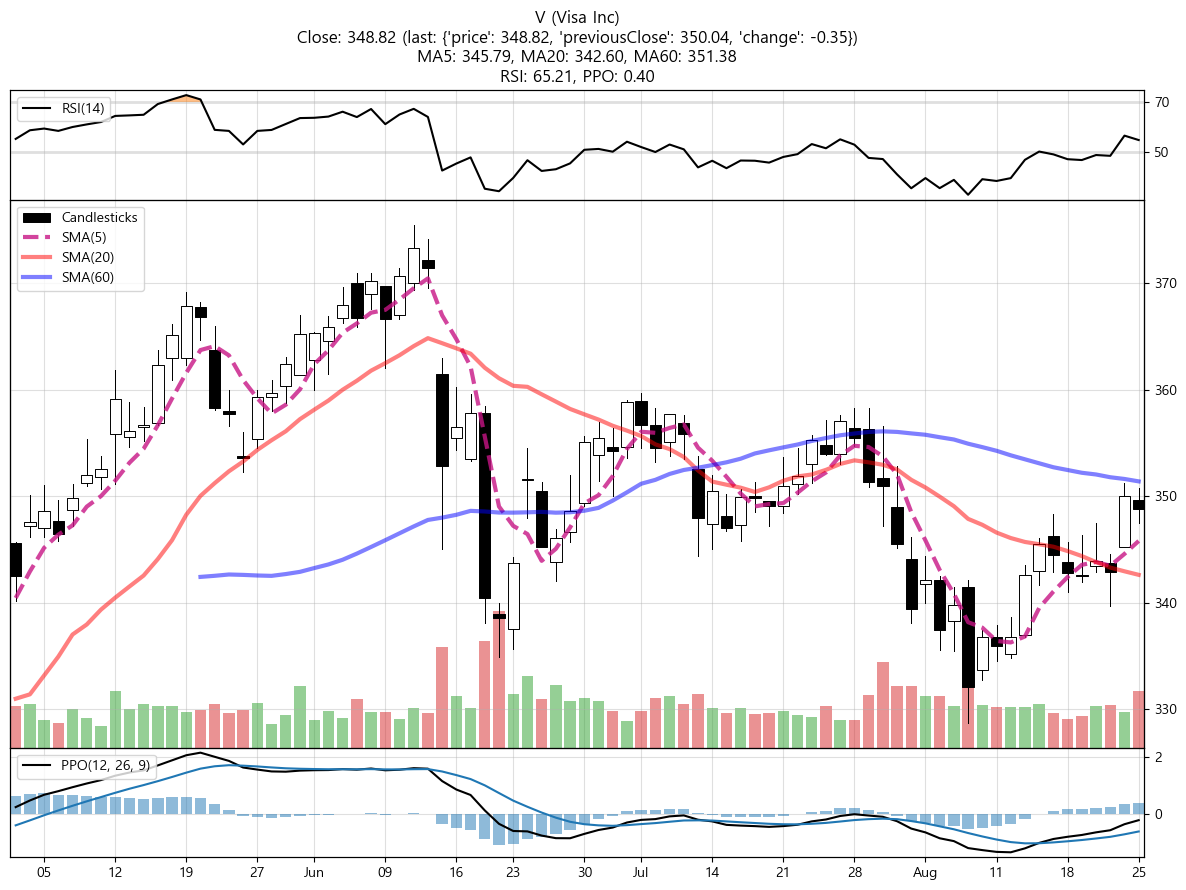 V (Visa Inc)
Close: 348.82 (last: {'price': 348.82, 'previousClose': 350.04, 'change': -0.35})
MA5: 345.79, MA20: 342.60, MA60: 351.38
RSI: 65.21, PPO: 0.40
RSI(14)
70
50
Candlesticks
SMA(5)
SMA(20)
SMA(60)
370
360
350
340
330
PPO(12, 26, 9)
2
0
05 12 19 27 Jun 09 16 23 Jul 14 21 28 Aug 11 18 25